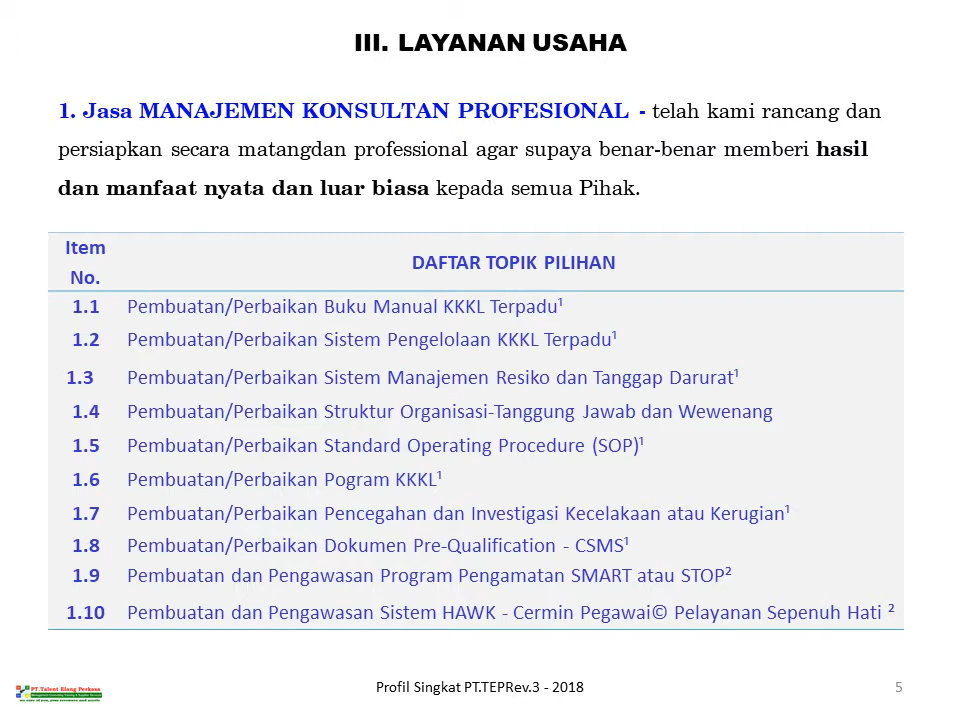 III. LAYANAN USAHA
1. Jasa MANAJEMEN KONSULTAN PROFESIONAL - telah kami rancang dan
persiapkan secara matangdan professional agar supaya benar-benar memberi hasil
dan manfaat nyata dan luar biasa kepada semua Pihak.
Item No. DAFTAR TOPIK PILIHAN
1.1 Pembuatan/Perbaikan Buku Manual KKKL Terpadu¹
1.2 Pembuatan/Perbaikan Sistem Pengelolaan KKKL Terpadu¹
1.3 Pembuatan/Perbaikan Sistem Manajemen Resiko dan Tanggap Darurat¹
1.4 Pembuatan/Perbaikan Struktur Organisasi-Tanggung Jawab dan Wewenang
1.5 Pembuatan/Perbaikan Standard Operating Procedure (SOP)¹
1.6 Pembuatan/Perbaikan Pogram KKKL¹
1.7 Pembuatan/Perbaikan Pencegahan dan Investigasi Kecelakaan atau Kerugian¹
1.8 Pembuatan/Perbaikan Dokumen Pre-Qualification - CSMS¹
1.9 Pembuatan dan Pengawasan Program Pengamatan SMART atau STOP²
1.10 Pembuatan dan Pengawasan Sistem HAWK - Cermin Pegawai© Pelayanan Sepenuh Hati ²
PT.Talent Elang Perkasa
Profil Singkat PT.TEPRev.3 - 2018
5